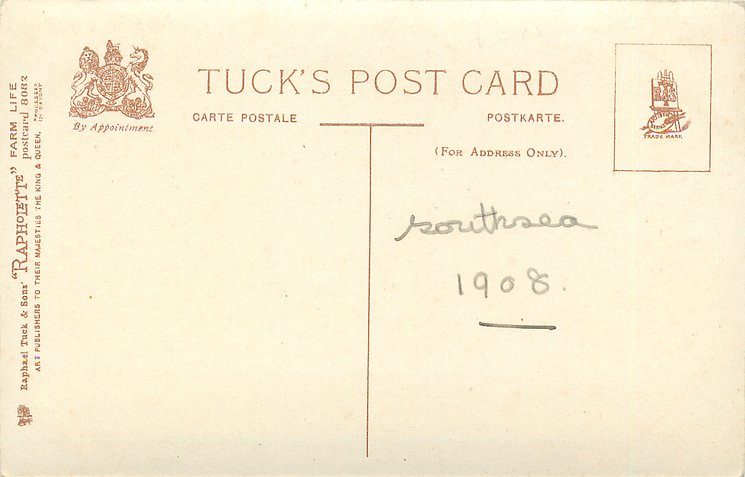 TUCK'S POST CARD
CARTE POSTALE
POSTKARTE.
(FOR ADDRESS ONLY).
By Appointment.
TRADE MARK
Raphael Tuck & Sons' "RAPHOLETTE" FARM LIFE postcard 8082
ART PUBLISHERS TO THEIR MAJESTIES THE KING & QUEEN.
southsea
1908.